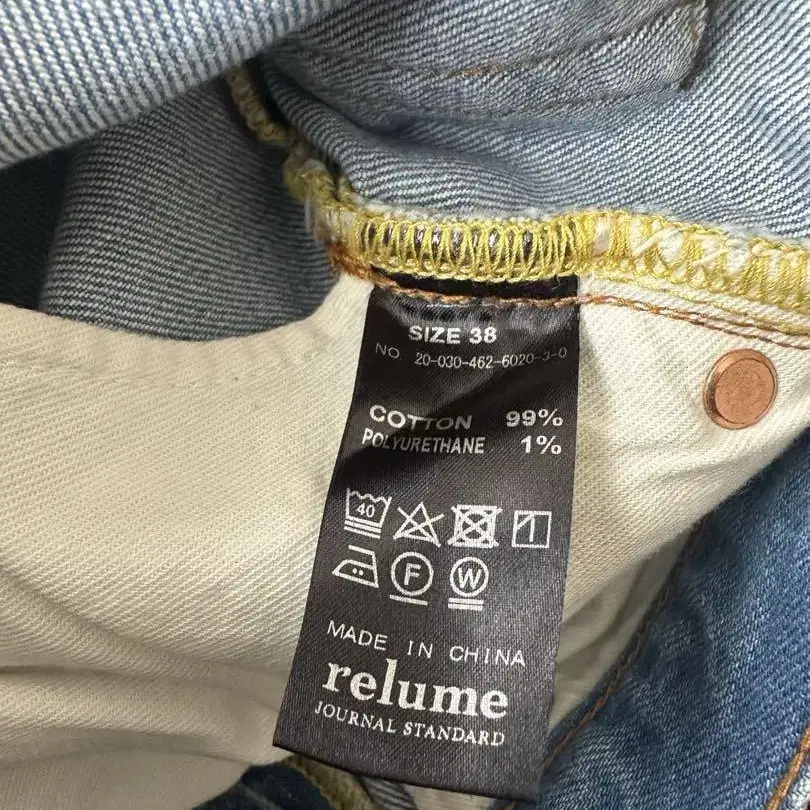 SIZE 38
NO 20-030-462-6020-3-0
COTTON 99%
POLYURETHANE 1%
40
F W
MADE IN CHINA
relume
JOURNAL STANDARD